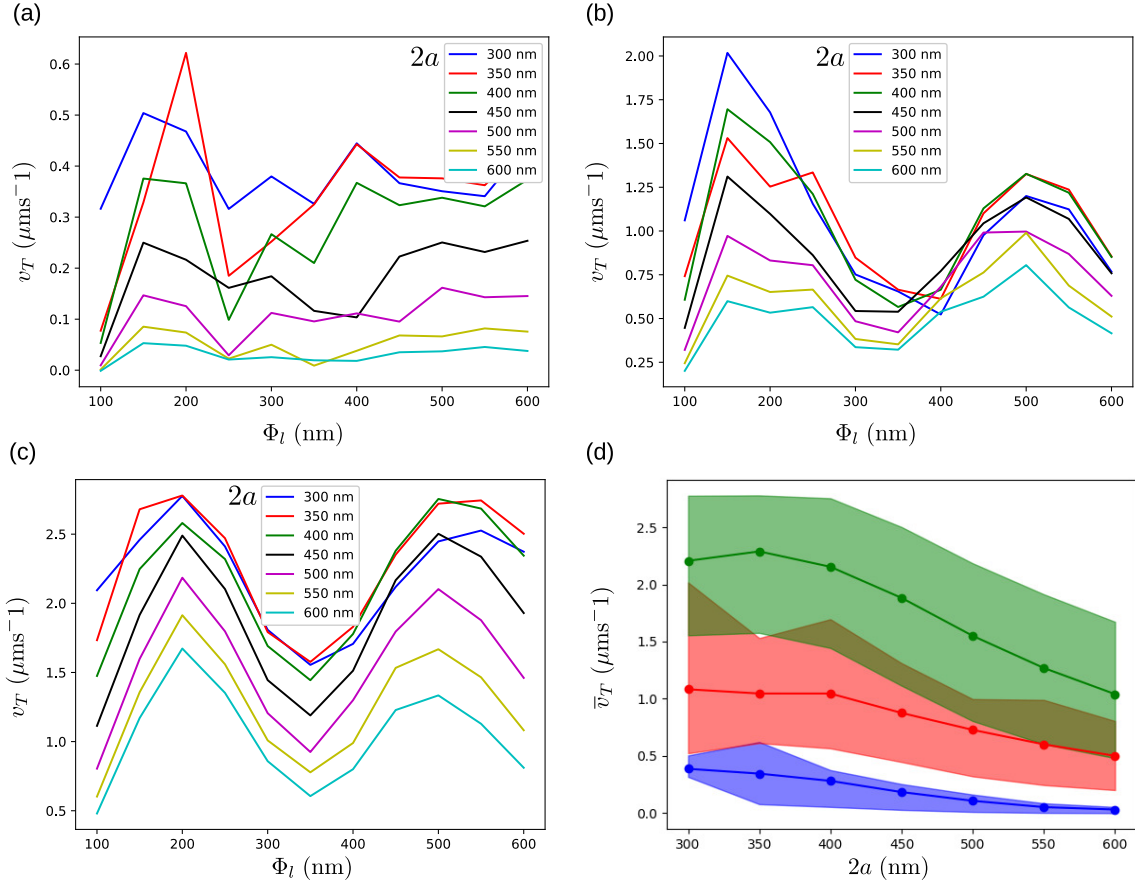 (a)
2a
300 nm
350 nm
400 nm
450 nm
500 nm
550 nm
600 nm
0.6
0.5
0.4
0.3
0.2
0.1
0.0
v_T (μms−1)
100 200 300 400 500 600
Φ_l (nm)
(b)
2a
300 nm
350 nm
400 nm
450 nm
500 nm
550 nm
600 nm
2.00
1.75
1.50
1.25
1.00
0.75
0.50
0.25
v_T (μms−1)
100 200 300 400 500 600
Φ_l (nm)
(c)
2a
300 nm
350 nm
400 nm
450 nm
500 nm
550 nm
600 nm
2.5
2.0
1.5
1.0
0.5
v_T (μms−1)
100 200 300 400 500 600
Φ_l (nm)
(d)
2.5
2.0
1.5
1.0
0.5
0.0
v̅_T (μms−1)
300 350 400 450 500 550 600
2a (nm)